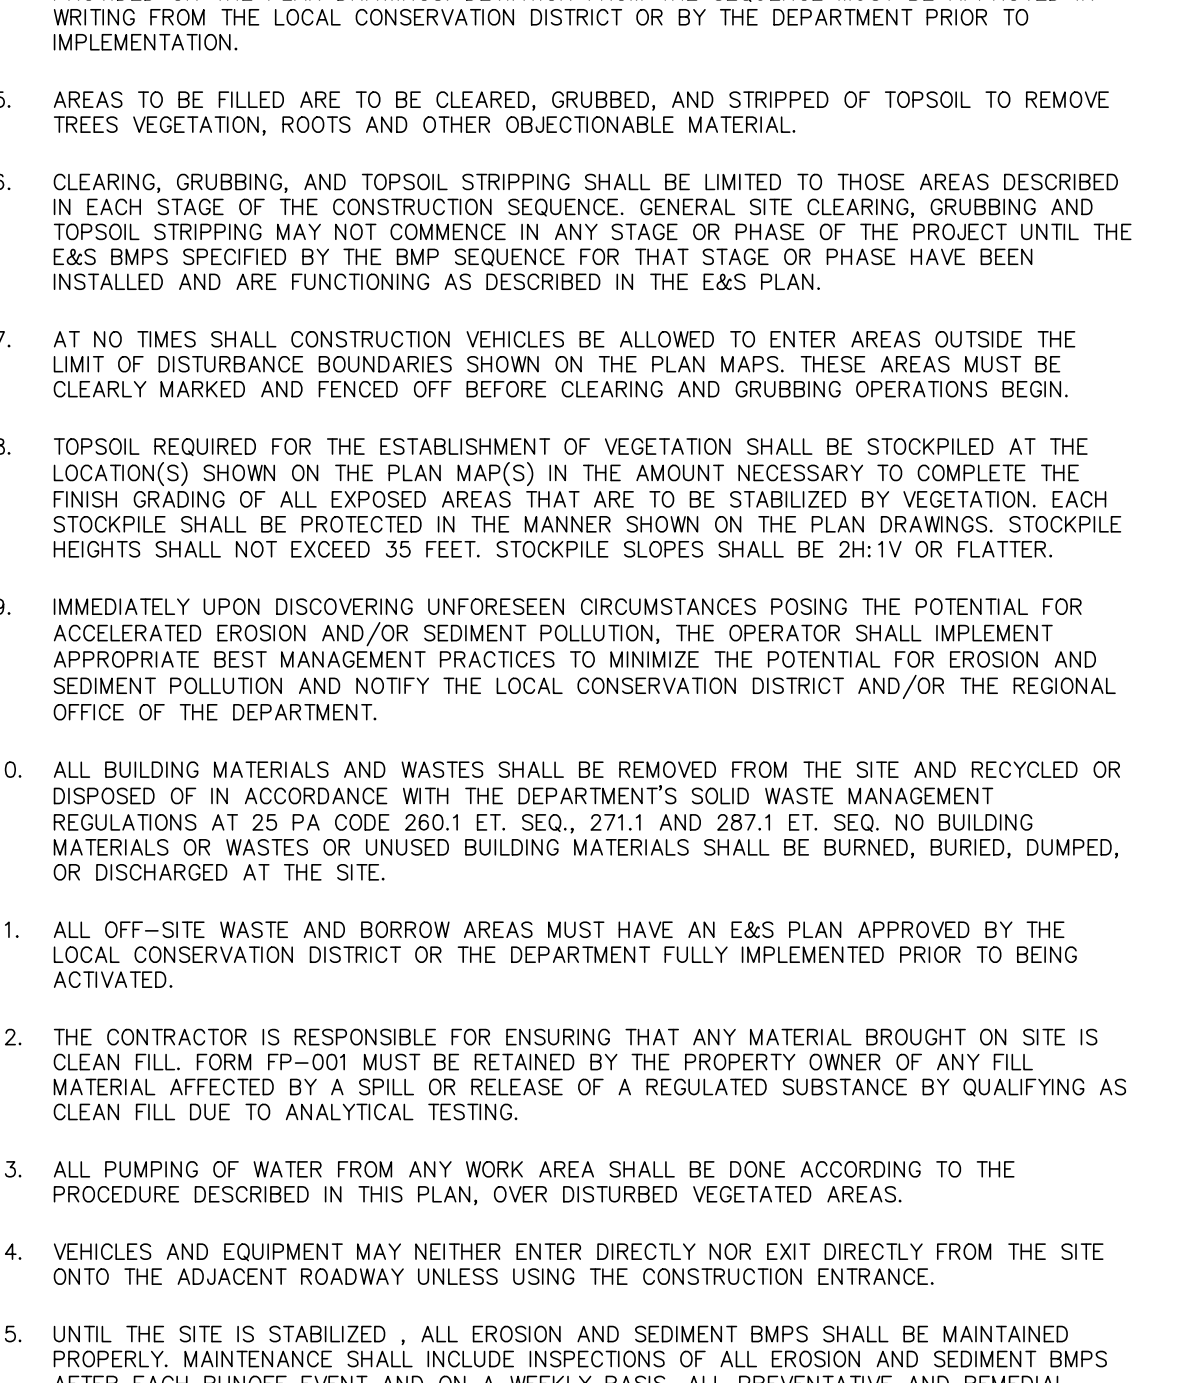 WRITING FROM THE LOCAL CONSERVATION DISTRICT OR BY THE DEPARTMENT PRIOR TO
IMPLEMENTATION.
5. AREAS TO BE FILLED ARE TO BE CLEARED, GRUBBED, AND STRIPPED OF TOPSOIL TO REMOVE
TREES VEGETATION, ROOTS AND OTHER OBJECTIONABLE MATERIAL.
6. CLEARING, GRUBBING, AND TOPSOIL STRIPPING SHALL BE LIMITED TO THOSE AREAS DESCRIBED
IN EACH STAGE OF THE CONSTRUCTION SEQUENCE. GENERAL SITE CLEARING, GRUBBING AND
TOPSOIL STRIPPING MAY NOT COMMENCE IN ANY STAGE OR PHASE OF THE PROJECT UNTIL THE
E&S BMPS SPECIFIED BY THE BMP SEQUENCE FOR THAT STAGE OR PHASE HAVE BEEN
INSTALLED AND ARE FUNCTIONING AS DESCRIBED IN THE E&S PLAN.
7. AT NO TIMES SHALL CONSTRUCTION VEHICLES BE ALLOWED TO ENTER AREAS OUTSIDE THE
LIMIT OF DISTURBANCE BOUNDARIES SHOWN ON THE PLAN MAPS. THESE AREAS MUST BE
CLEARLY MARKED AND FENCED OFF BEFORE CLEARING AND GRUBBING OPERATIONS BEGIN.
8. TOPSOIL REQUIRED FOR THE ESTABLISHMENT OF VEGETATION SHALL BE STOCKPILED AT THE
LOCATION(S) SHOWN ON THE PLAN MAP(S) IN THE AMOUNT NECESSARY TO COMPLETE THE
FINISH GRADING OF ALL EXPOSED AREAS THAT ARE TO BE STABILIZED BY VEGETATION. EACH
STOCKPILE SHALL BE PROTECTED IN THE MANNER SHOWN ON THE PLAN DRAWINGS. STOCKPILE
HEIGHTS SHALL NOT EXCEED 35 FEET. STOCKPILE SLOPES SHALL BE 2H:1V OR FLATTER.
9. IMMEDIATELY UPON DISCOVERING UNFORESEEN CIRCUMSTANCES POSING THE POTENTIAL FOR
ACCELERATED EROSION AND/OR SEDIMENT POLLUTION, THE OPERATOR SHALL IMPLEMENT
APPROPRIATE BEST MANAGEMENT PRACTICES TO MINIMIZE THE POTENTIAL FOR EROSION AND
SEDIMENT POLLUTION AND NOTIFY THE LOCAL CONSERVATION DISTRICT AND/OR THE REGIONAL
OFFICE OF THE DEPARTMENT.
0. ALL BUILDING MATERIALS AND WASTES SHALL BE REMOVED FROM THE SITE AND RECYCLED OR
DISPOSED OF IN ACCORDANCE WITH THE DEPARTMENT'S SOLID WASTE MANAGEMENT
REGULATIONS AT 25 PA CODE 260.1 ET. SEQ., 271.1 AND 287.1 ET. SEQ. NO BUILDING
MATERIALS OR WASTES OR UNUSED BUILDING MATERIALS SHALL BE BURNED, BURIED, DUMPED,
OR DISCHARGED AT THE SITE.
1. ALL OFF-SITE WASTE AND BORROW AREAS MUST HAVE AN E&S PLAN APPROVED BY THE
LOCAL CONSERVATION DISTRICT OR THE DEPARTMENT FULLY IMPLEMENTED PRIOR TO BEING
ACTIVATED.
2. THE CONTRACTOR IS RESPONSIBLE FOR ENSURING THAT ANY MATERIAL BROUGHT ON SITE IS
CLEAN FILL. FORM FP-001 MUST BE RETAINED BY THE PROPERTY OWNER OF ANY FILL
MATERIAL AFFECTED BY A SPILL OR RELEASE OF A REGULATED SUBSTANCE BY QUALIFYING AS
CLEAN FILL DUE TO ANALYTICAL TESTING.
3. ALL PUMPING OF WATER FROM ANY WORK AREA SHALL BE DONE ACCORDING TO THE
PROCEDURE DESCRIBED IN THIS PLAN, OVER DISTURBED VEGETATED AREAS.
4. VEHICLES AND EQUIPMENT MAY NEITHER ENTER DIRECTLY NOR EXIT DIRECTLY FROM THE SITE
ONTO THE ADJACENT ROADWAY UNLESS USING THE CONSTRUCTION ENTRANCE.
5. UNTIL THE SITE IS STABILIZED , ALL EROSION AND SEDIMENT BMPS SHALL BE MAINTAINED
PROPERLY. MAINTENANCE SHALL INCLUDE INSPECTIONS OF ALL EROSION AND SEDIMENT BMPS
AFTER EACH RUNOFF EVENT AND ON A WEEKLY BASIS. ALL PREVENTATIVE AND REMEDIAL